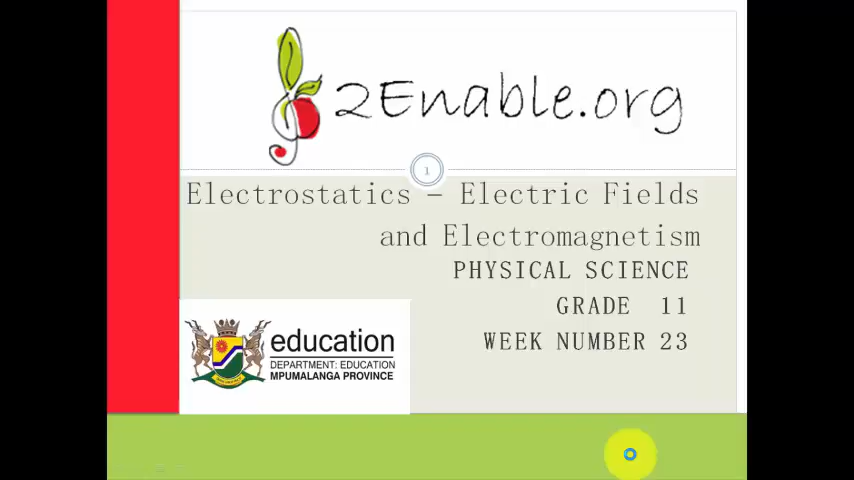 2Enable.org
1
Electrostatics – Electric Fields
and Electromagnetism
PHYSICAL SCIENCE
GRADE 11
WEEK NUMBER 23
education
DEPARTMENT: EDUCATION
MPUMALANGA PROVINCE